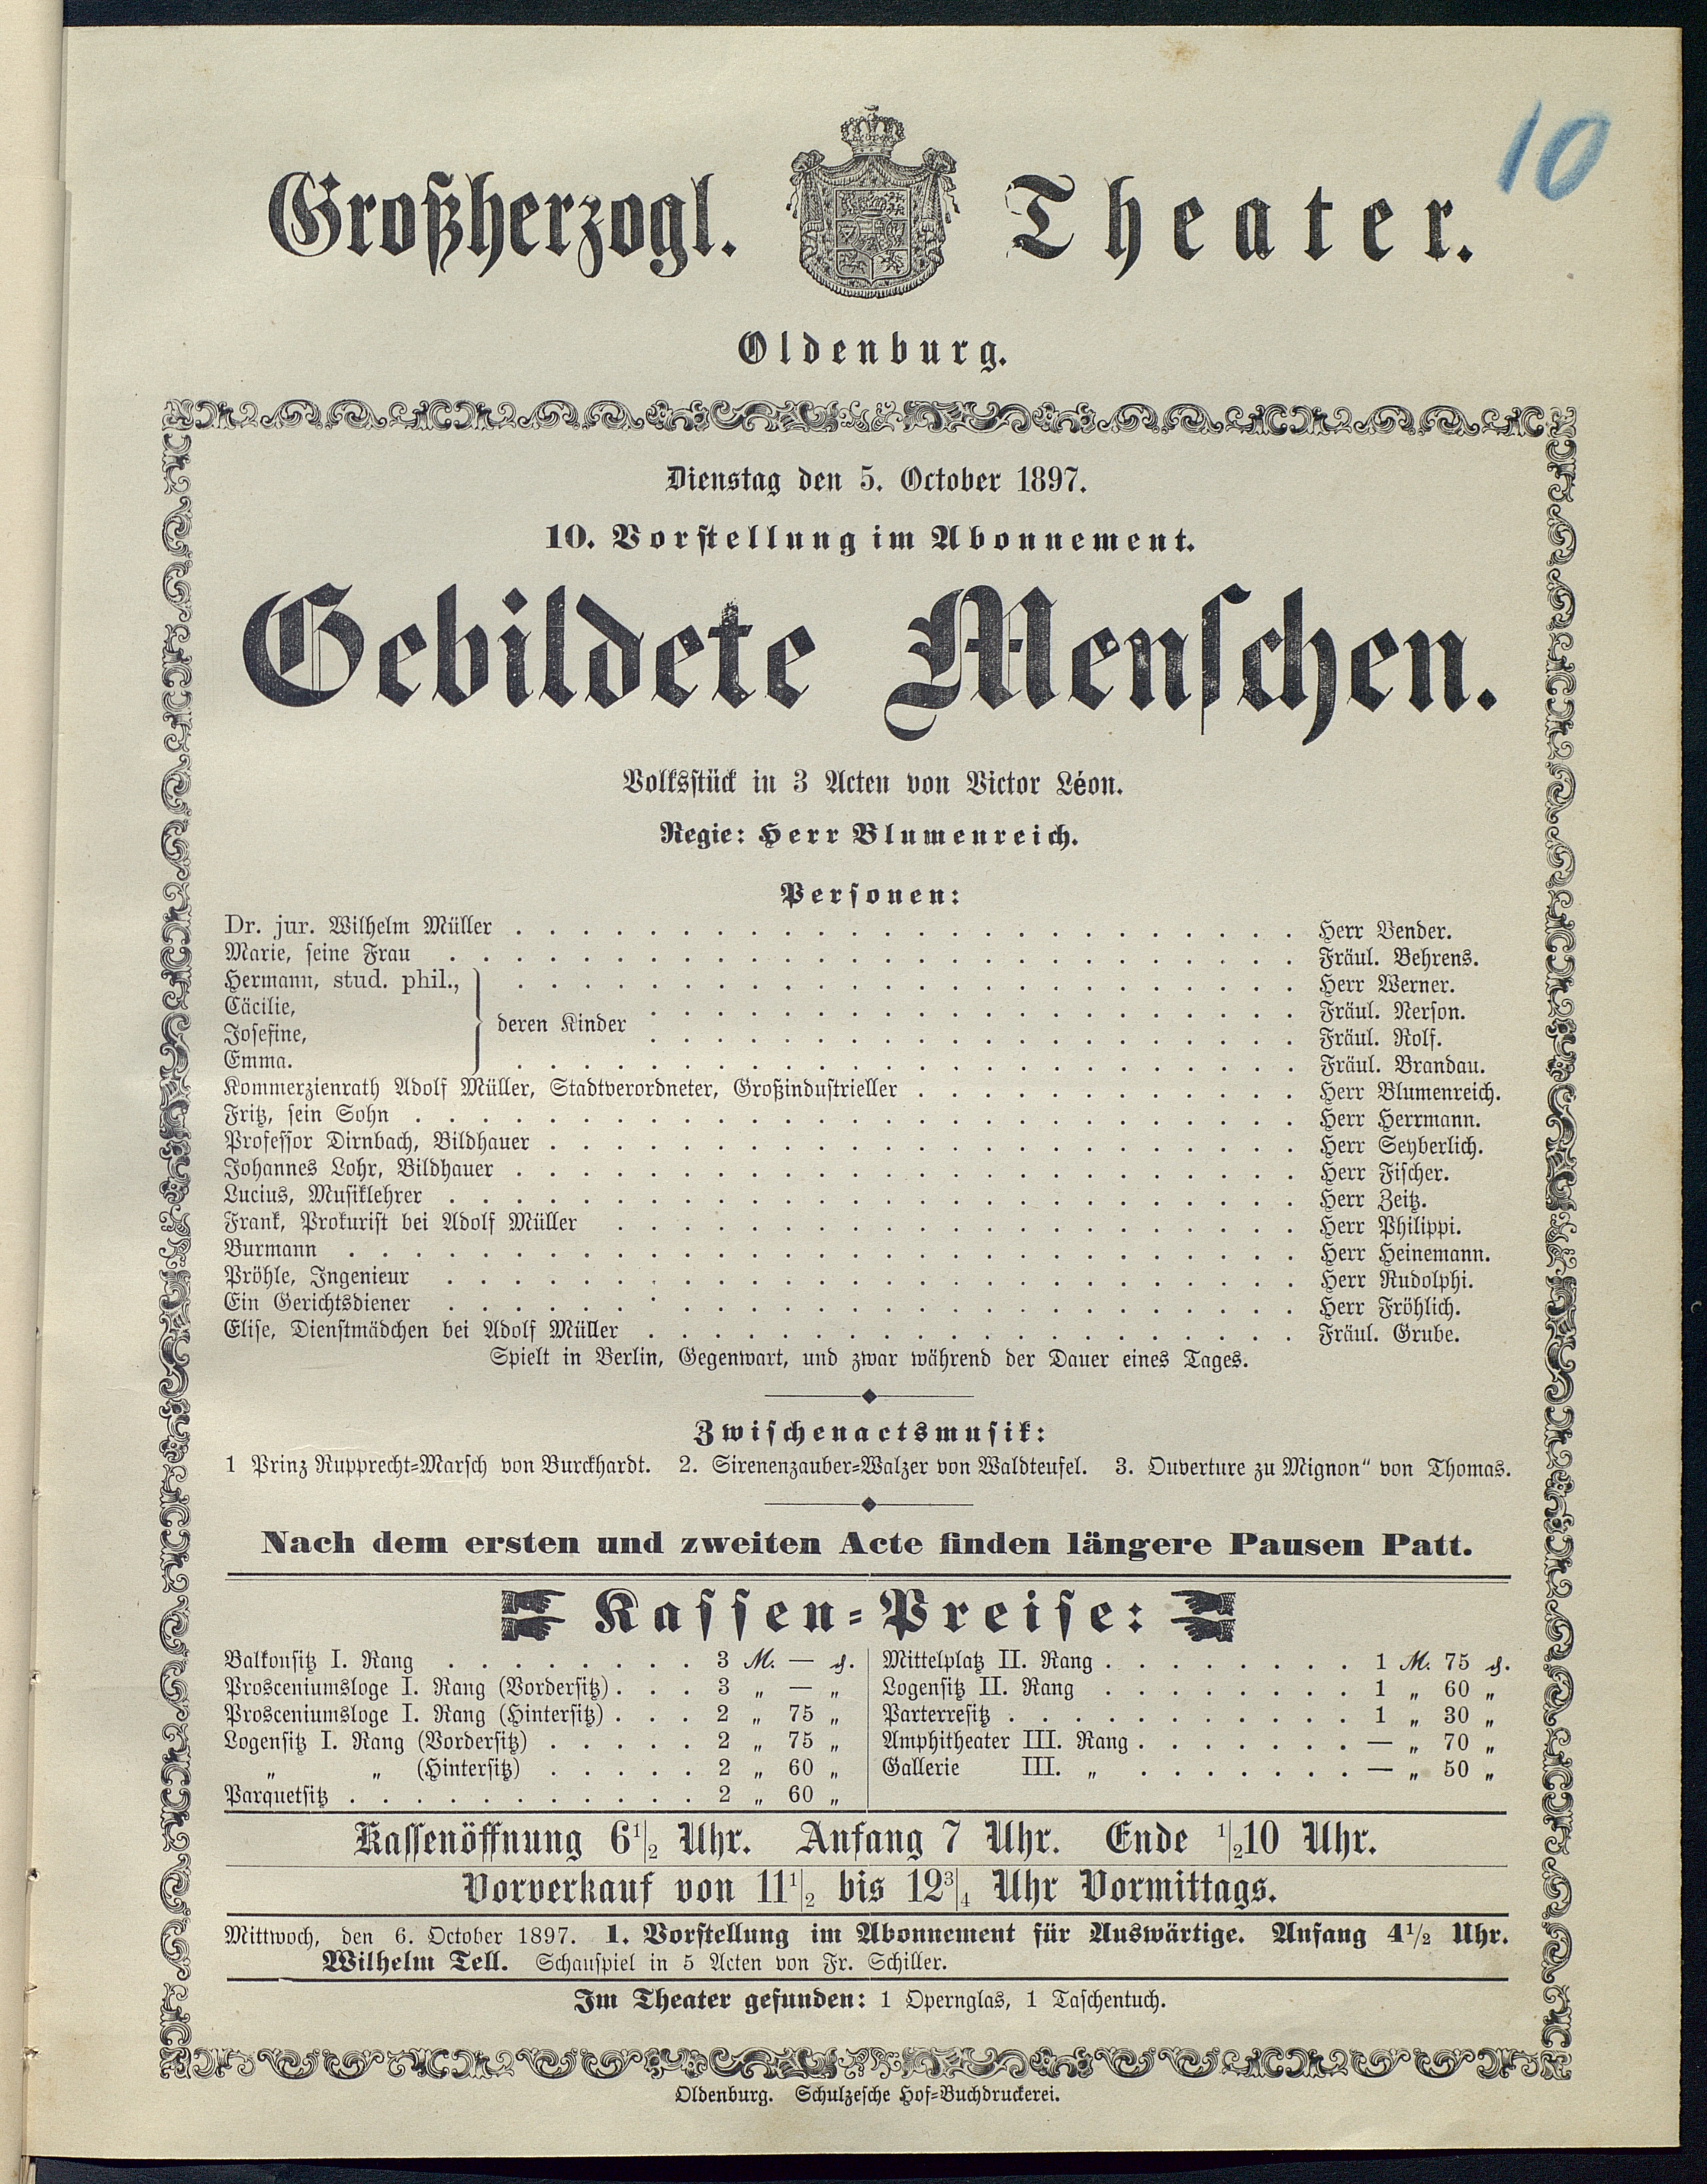 10
Großherzogl. Theater.
Oldenburg.
Dienstag den 5. October 1897.
10. Vorstellung im Abonnement.
Gebildete Menschen.
Volksstück in 3 Acten von Victor Léon.
Regie: Herr Blumenreich.
Personen:
Dr. jur. Wilhelm Müller . . . . . Herr Bender.
Marie, seine Frau . . . . . Fräul. Behrens.
Hermann, stud. phil., . . . . . Herr Werner.
Cäcilie, . . . . . Fräul. Nerson.
deren Kinder
Josefine, . . . . . Fräul. Rolf.
Emma. . . . . . Fräul. Brandau.
Kommerzienrath Adolf Müller, Stadtverordneter, Großindustrieller . . . . . Herr Blumenreich.
Fritz, sein Sohn . . . . . Herr Herrmann.
Professor Dirnbach, Bildhauer . . . . . Herr Seyberlich.
Johannes Lohr, Bildhauer . . . . . Herr Fischer.
Lucius, Musiklehrer . . . . . Herr Zeitz.
Frank, Prokurist bei Adolf Müller . . . . . Herr Philippi.
Burmann . . . . . Herr Heinemann.
Pröhle, Ingenieur . . . . . Herr Rudolphi.
Ein Gerichtsdiener . . . . . Herr Fröhlich.
Elise, Dienstmädchen bei Adolf Müller . . . . . Fräul. Grube.
Spielt in Berlin, Gegenwart, und zwar während der Dauer eines Tages.
Zwischenactsmusik:
1 Prinz Rupprecht-Marsch von Burckhardt. 2. Sirenenzauber-Walzer von Waldteufel. 3. Ouverture zu Mignon“ von Thomas.
Nach dem ersten und zweiten Acte finden längere Pausen Patt.
Kassen-Preise:
Balkonsitz I. Rang . . . . . 3 M. — ₰.
Prosceniumsloge I. Rang (Vordersitz) . . . 3 „ — „
Prosceniumsloge I. Rang (Hintersitz) . . . 2 „ 75 „
Logensitz I. Rang (Vordersitz) . . . . . 2 „ 75 „
„ „ (Hintersitz) . . . . . 2 „ 60 „
Parquetsitz . . . . . 2 „ 60 „
Mittelplatz II. Rang . . . . . 1 M. 75 ₰.
Logensitz II. Rang . . . . . 1 „ 60 „
Parterresitz . . . . . 1 „ 30 „
Amphitheater III. Rang . . . . . — „ 70 „
Gallerie III. „ . . . . . — „ 50 „
Kassenöffnung 6½ Uhr. Anfang 7 Uhr. Ende ½10 Uhr.
Vorverkauf von 11½ bis 12¾ Uhr Vormittags.
Mittwoch, den 6. October 1897. 1. Vorstellung im Abonnement für Auswärtige. Anfang 4½ Uhr.
Wilhelm Tell. Schauspiel in 5 Acten von Fr. Schiller.
Im Theater gefunden: 1 Opernglas, 1 Taschentuch.
Oldenburg. Schulzesche Hof-Buchdruckerei.